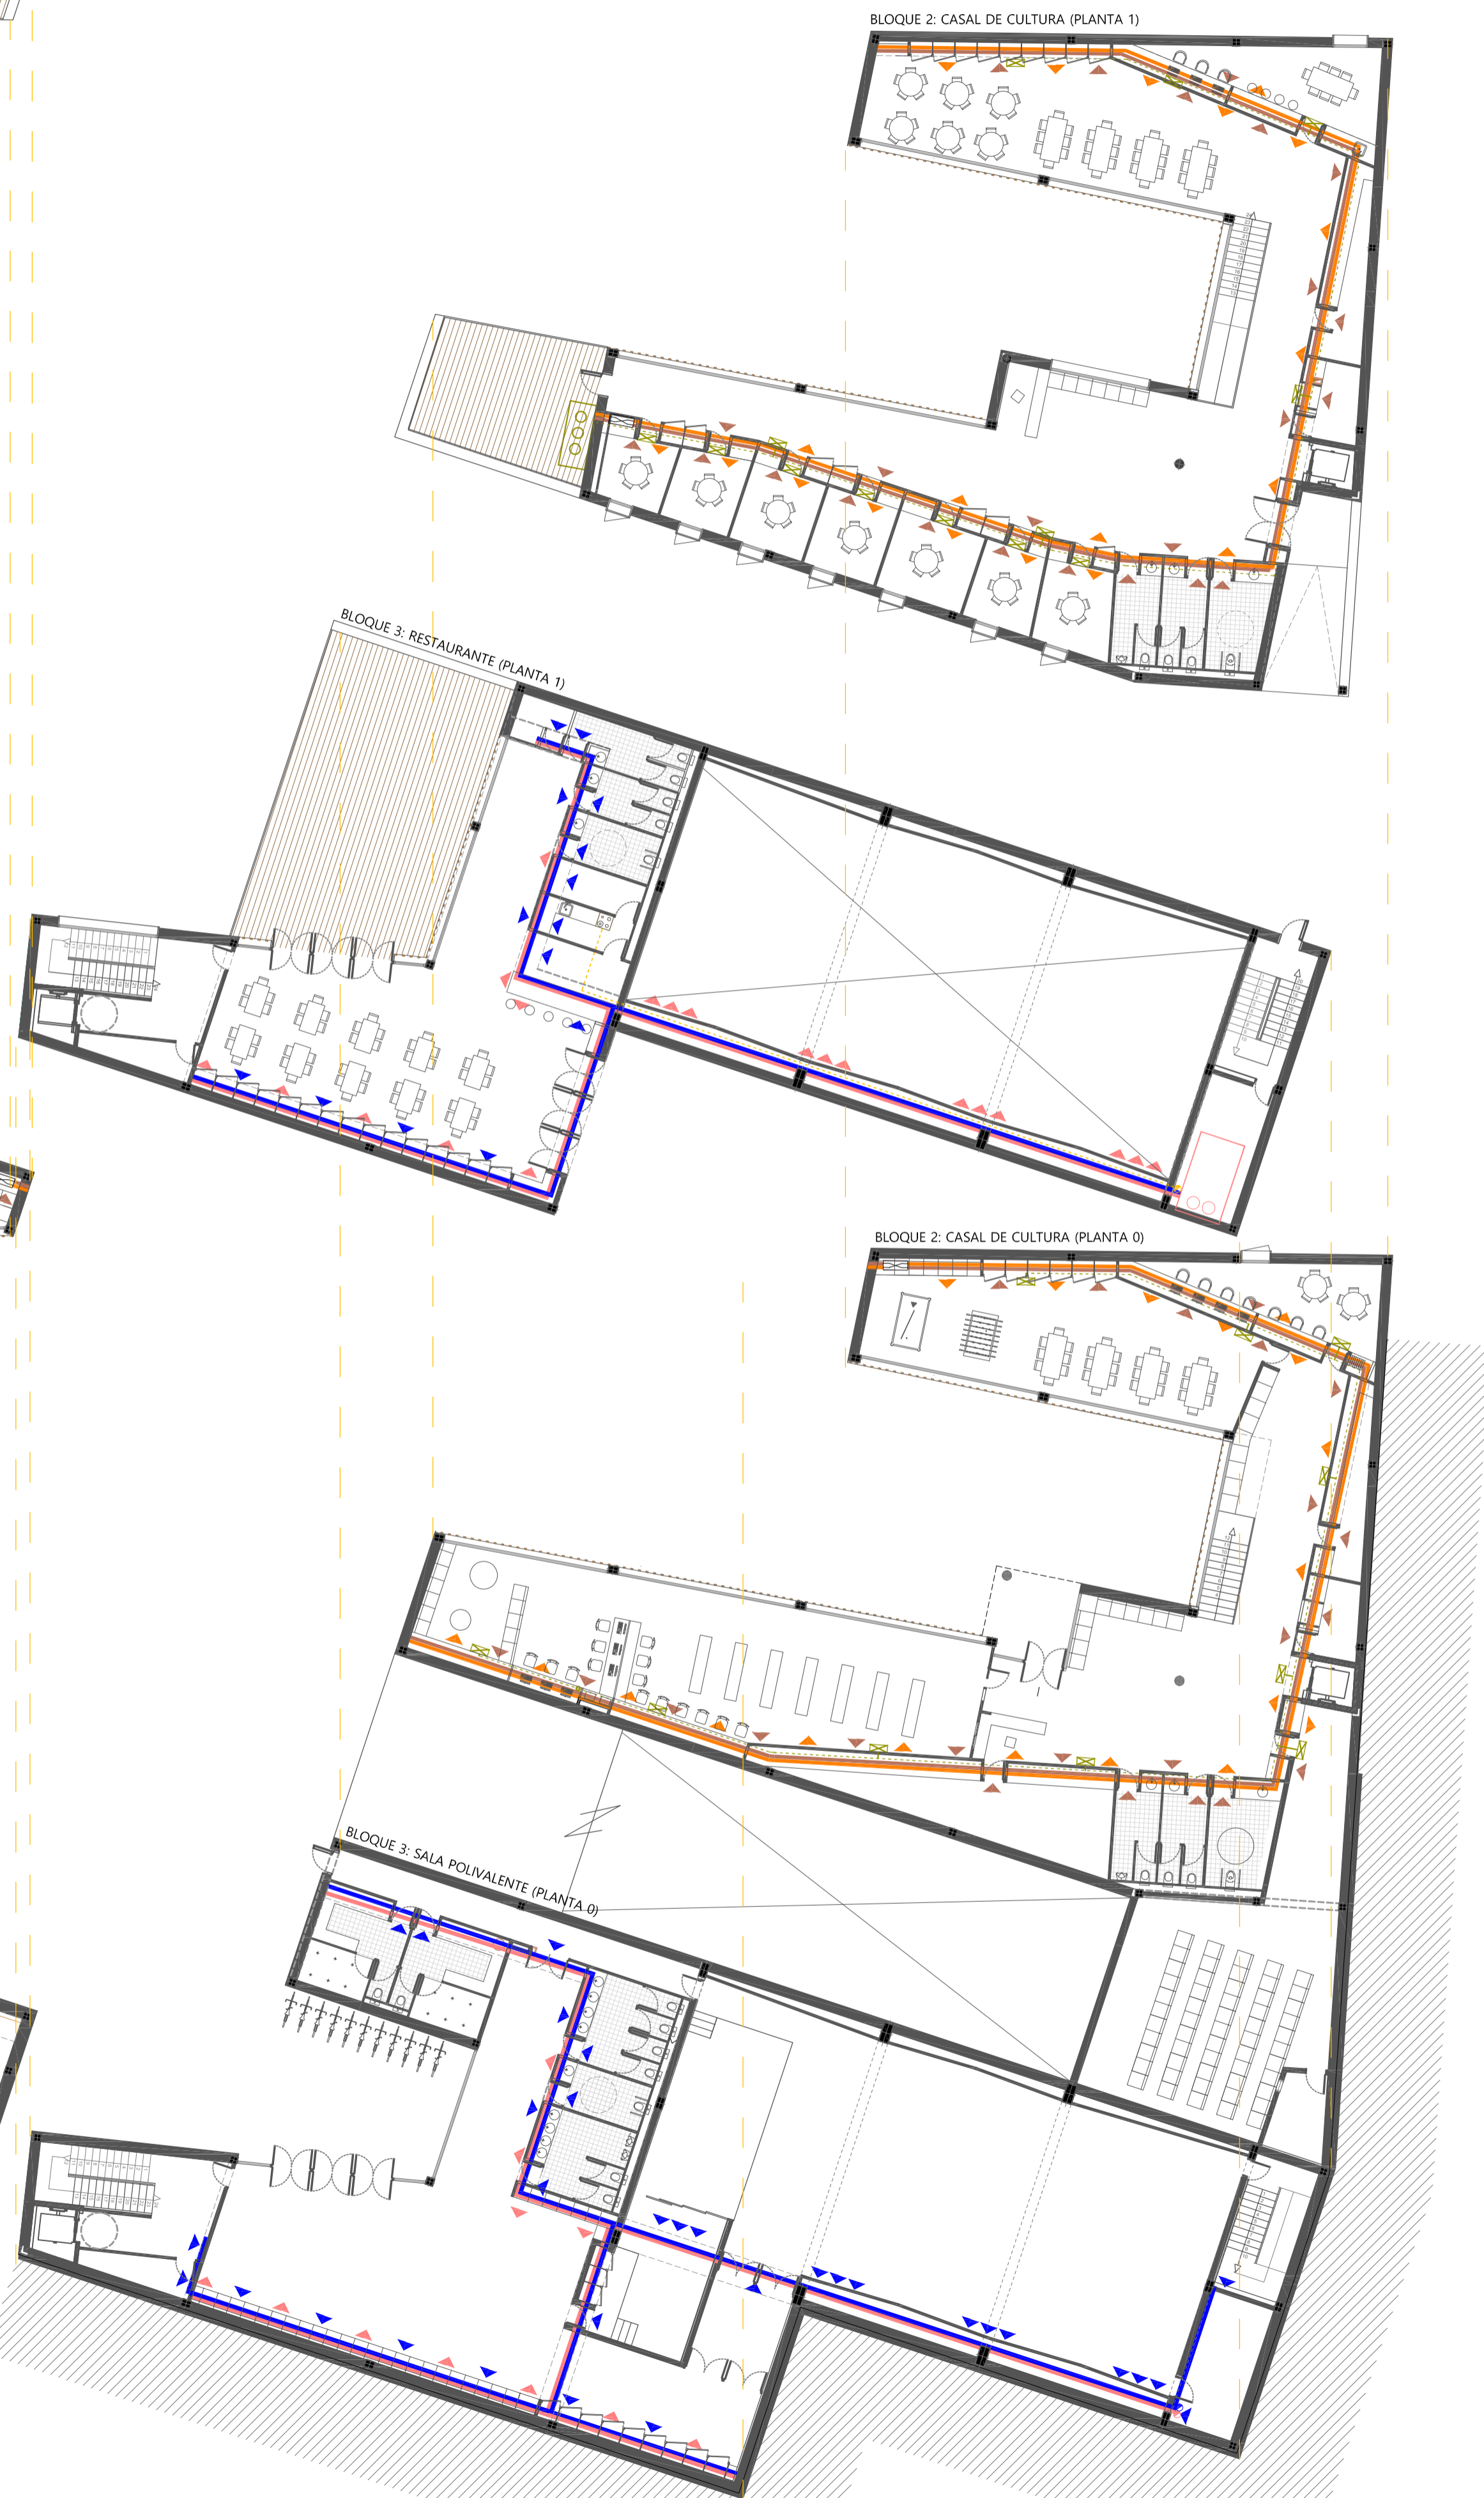 BLOQUE 2: CASAL DE CULTURA (PLANTA 1)
BLOQUE 3: RESTAURANTE (PLANTA 1)
BLOQUE 2: CASAL DE CULTURA (PLANTA 0)
BLOQUE 3: SALA POLIVALENTE (PLANTA 0)